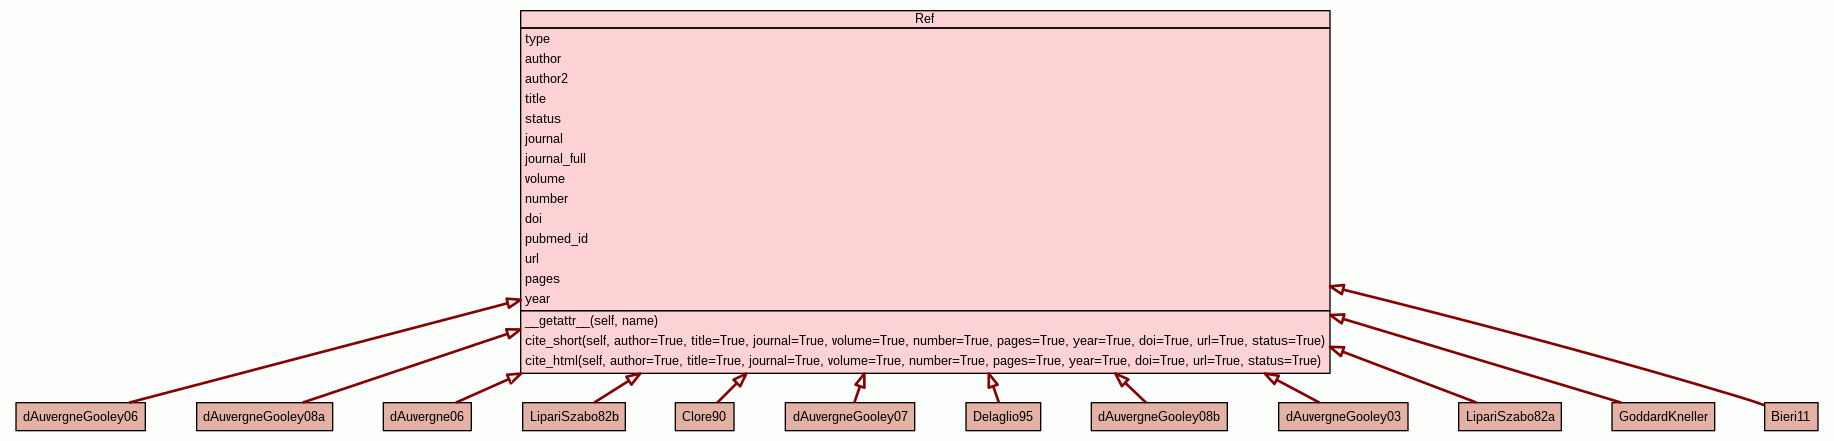 Ref
type
author
author2
title
status
journal
journal_full
volume
number
doi
pubmed_id
url
pages
year
__getattr__(self, name)
cite_short(self, author=True, title=True, journal=True, volume=True, number=True, pages=True, year=True, doi=True, url=True, status=True)
cite_html(self, author=True, title=True, journal=True, volume=True, number=True, pages=True, year=True, doi=True, url=True, status=True)
dAuvergneGooley06
dAuvergneGooley08a
dAuvergne06
LipariSzabo82b
Clore90
dAuvergneGooley07
Delaglio95
dAuvergneGooley08b
dAuvergneGooley03
LipariSzabo82a
GoddardKneller
Bieri11